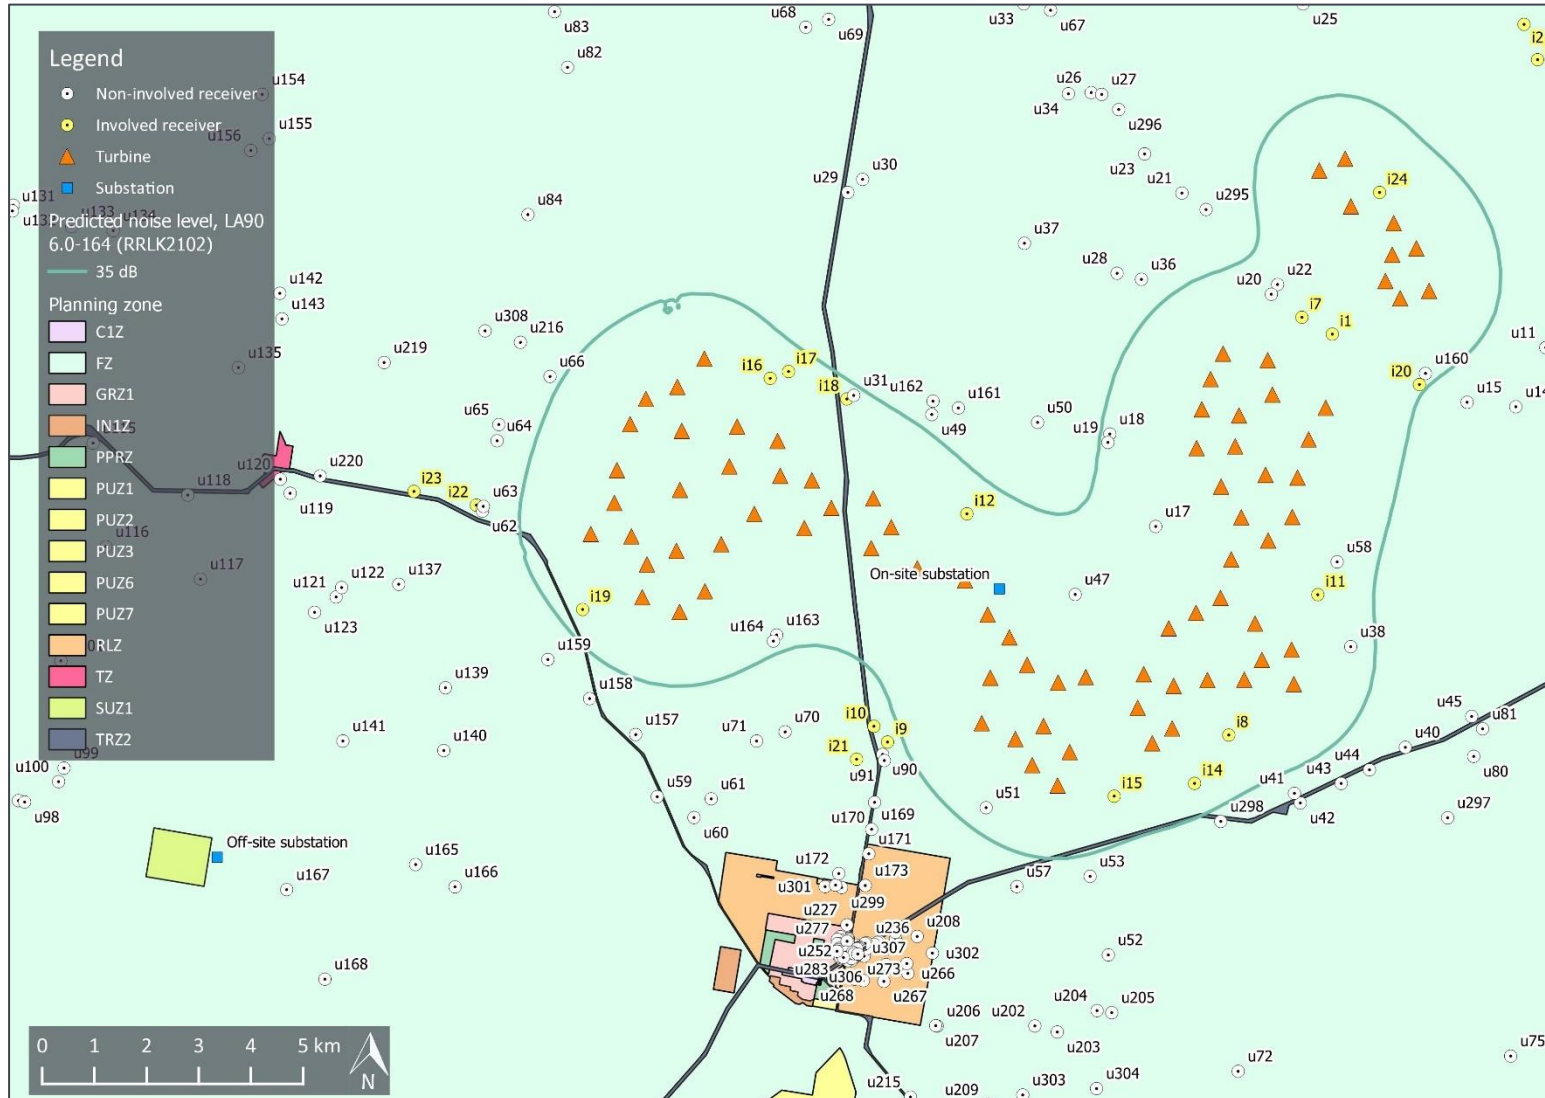 Legend
Non-involved receiver
Involved receiver
Turbine
Substation
Predicted noise level, LA90
6.0-164 (RRLK2102)
35 dB
Planning zone
C1Z
FZ
GRZ1
IN1Z
PPRZ
PUZ1
PUZ2
PUZ3
PUZ6
PUZ7
RLZ
TZ
SUZ1
TRZ2
u83
u68
u69
u33
u67
u25
u82
u154
u26
u27
u34
u296
u155
u156
u23
u30
u29
u21
u295
i24
u131
u133
u134
u84
u37
u28
u36
u22
u20
u142
u143
i7
i1
u308
u216
u11
u135
u219
u66
i16
i17
i18
u31
u162
u161
i20
u160
u15
u14
u65
u64
u50
u18
u19
u49
u120
u220
u118
i23
i22
u63
u62
u119
i12
u17
u116
u117
u58
On-site substation
u121
u122
u137
u47
i11
u123
i19
u164
u163
u38
u159
u139
u158
u45
u81
u141
u140
u157
u71
u70
i10
i9
i8
u40
u99
u100
i21
u90
u91
u44
u43
u80
u98
u59
u61
u60
u169
u51
i15
i14
u41
u42
u298
u297
u170
u171
Off-site substation
u165
u166
u167
u172
u173
u301
u57
u53
u299
u227
u236
u208
u277
u252
u307
u302
u52
u283
u273
u266
u306
u168
u268
u267
u206
u202
u204
u205
u207
u203
u72
u75
u215
u209
u303
u304
0 1 2 3 4 5 km
N